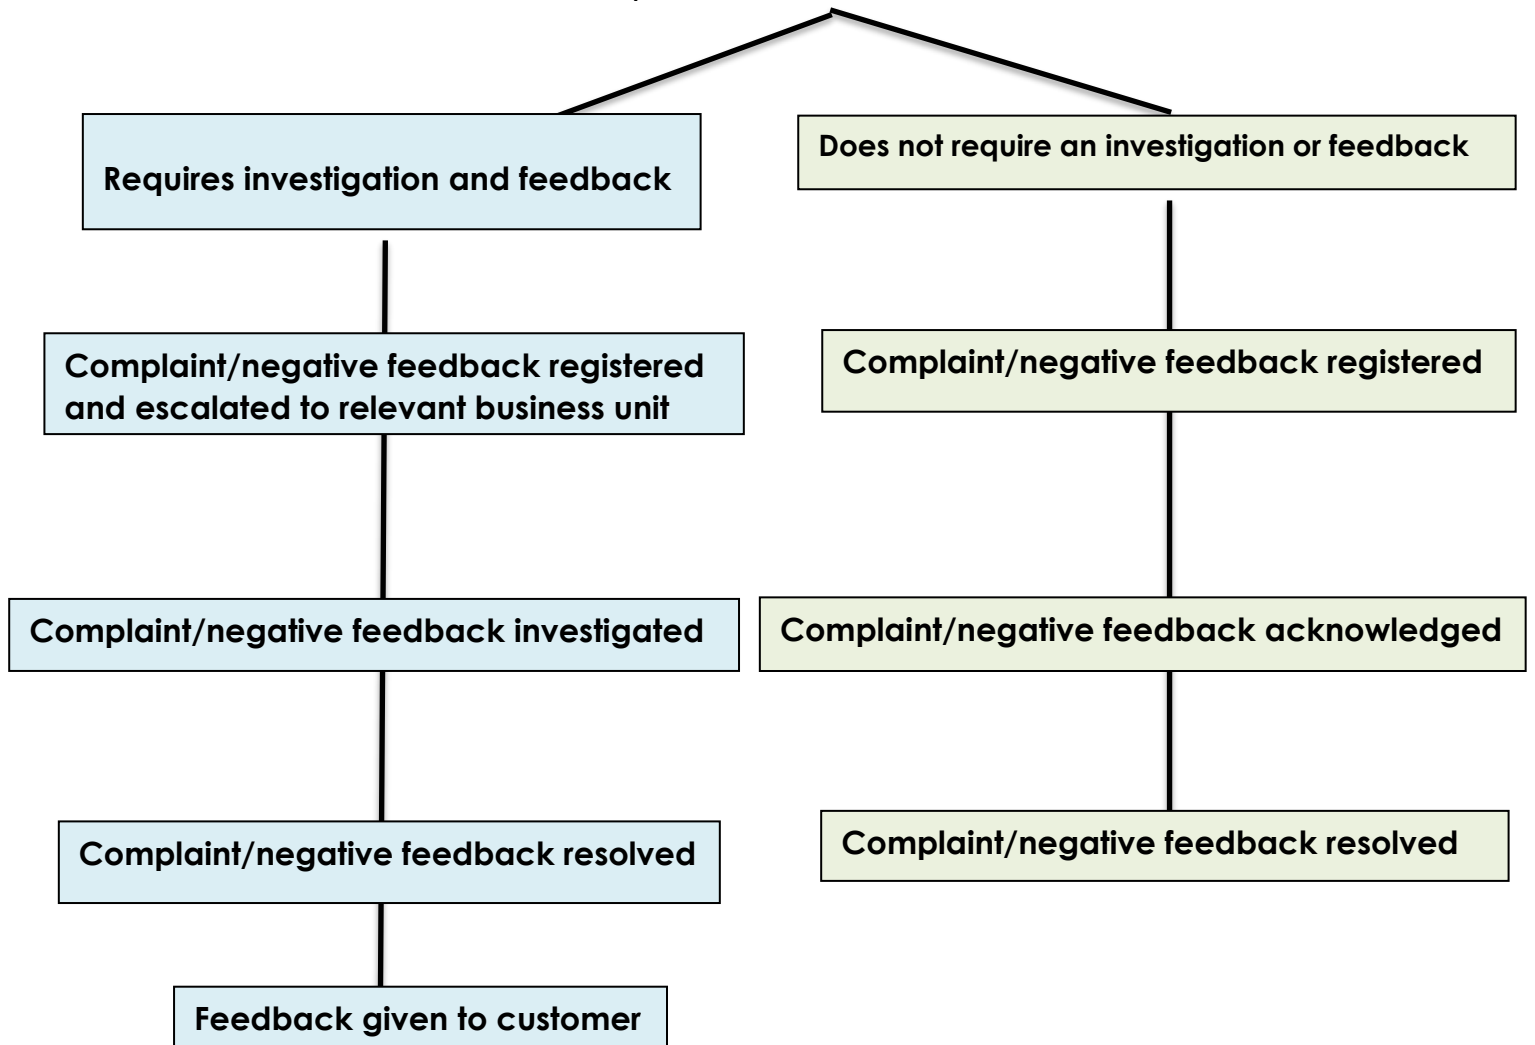 Requires investigation and feedback
Complaint/negative feedback registered
and escalated to relevant business unit
Complaint/negative feedback investigated
Complaint/negative feedback resolved
Feedback given to customer
Does not require an investigation or feedback
Complaint/negative feedback registered
Complaint/negative feedback acknowledged
Complaint/negative feedback resolved